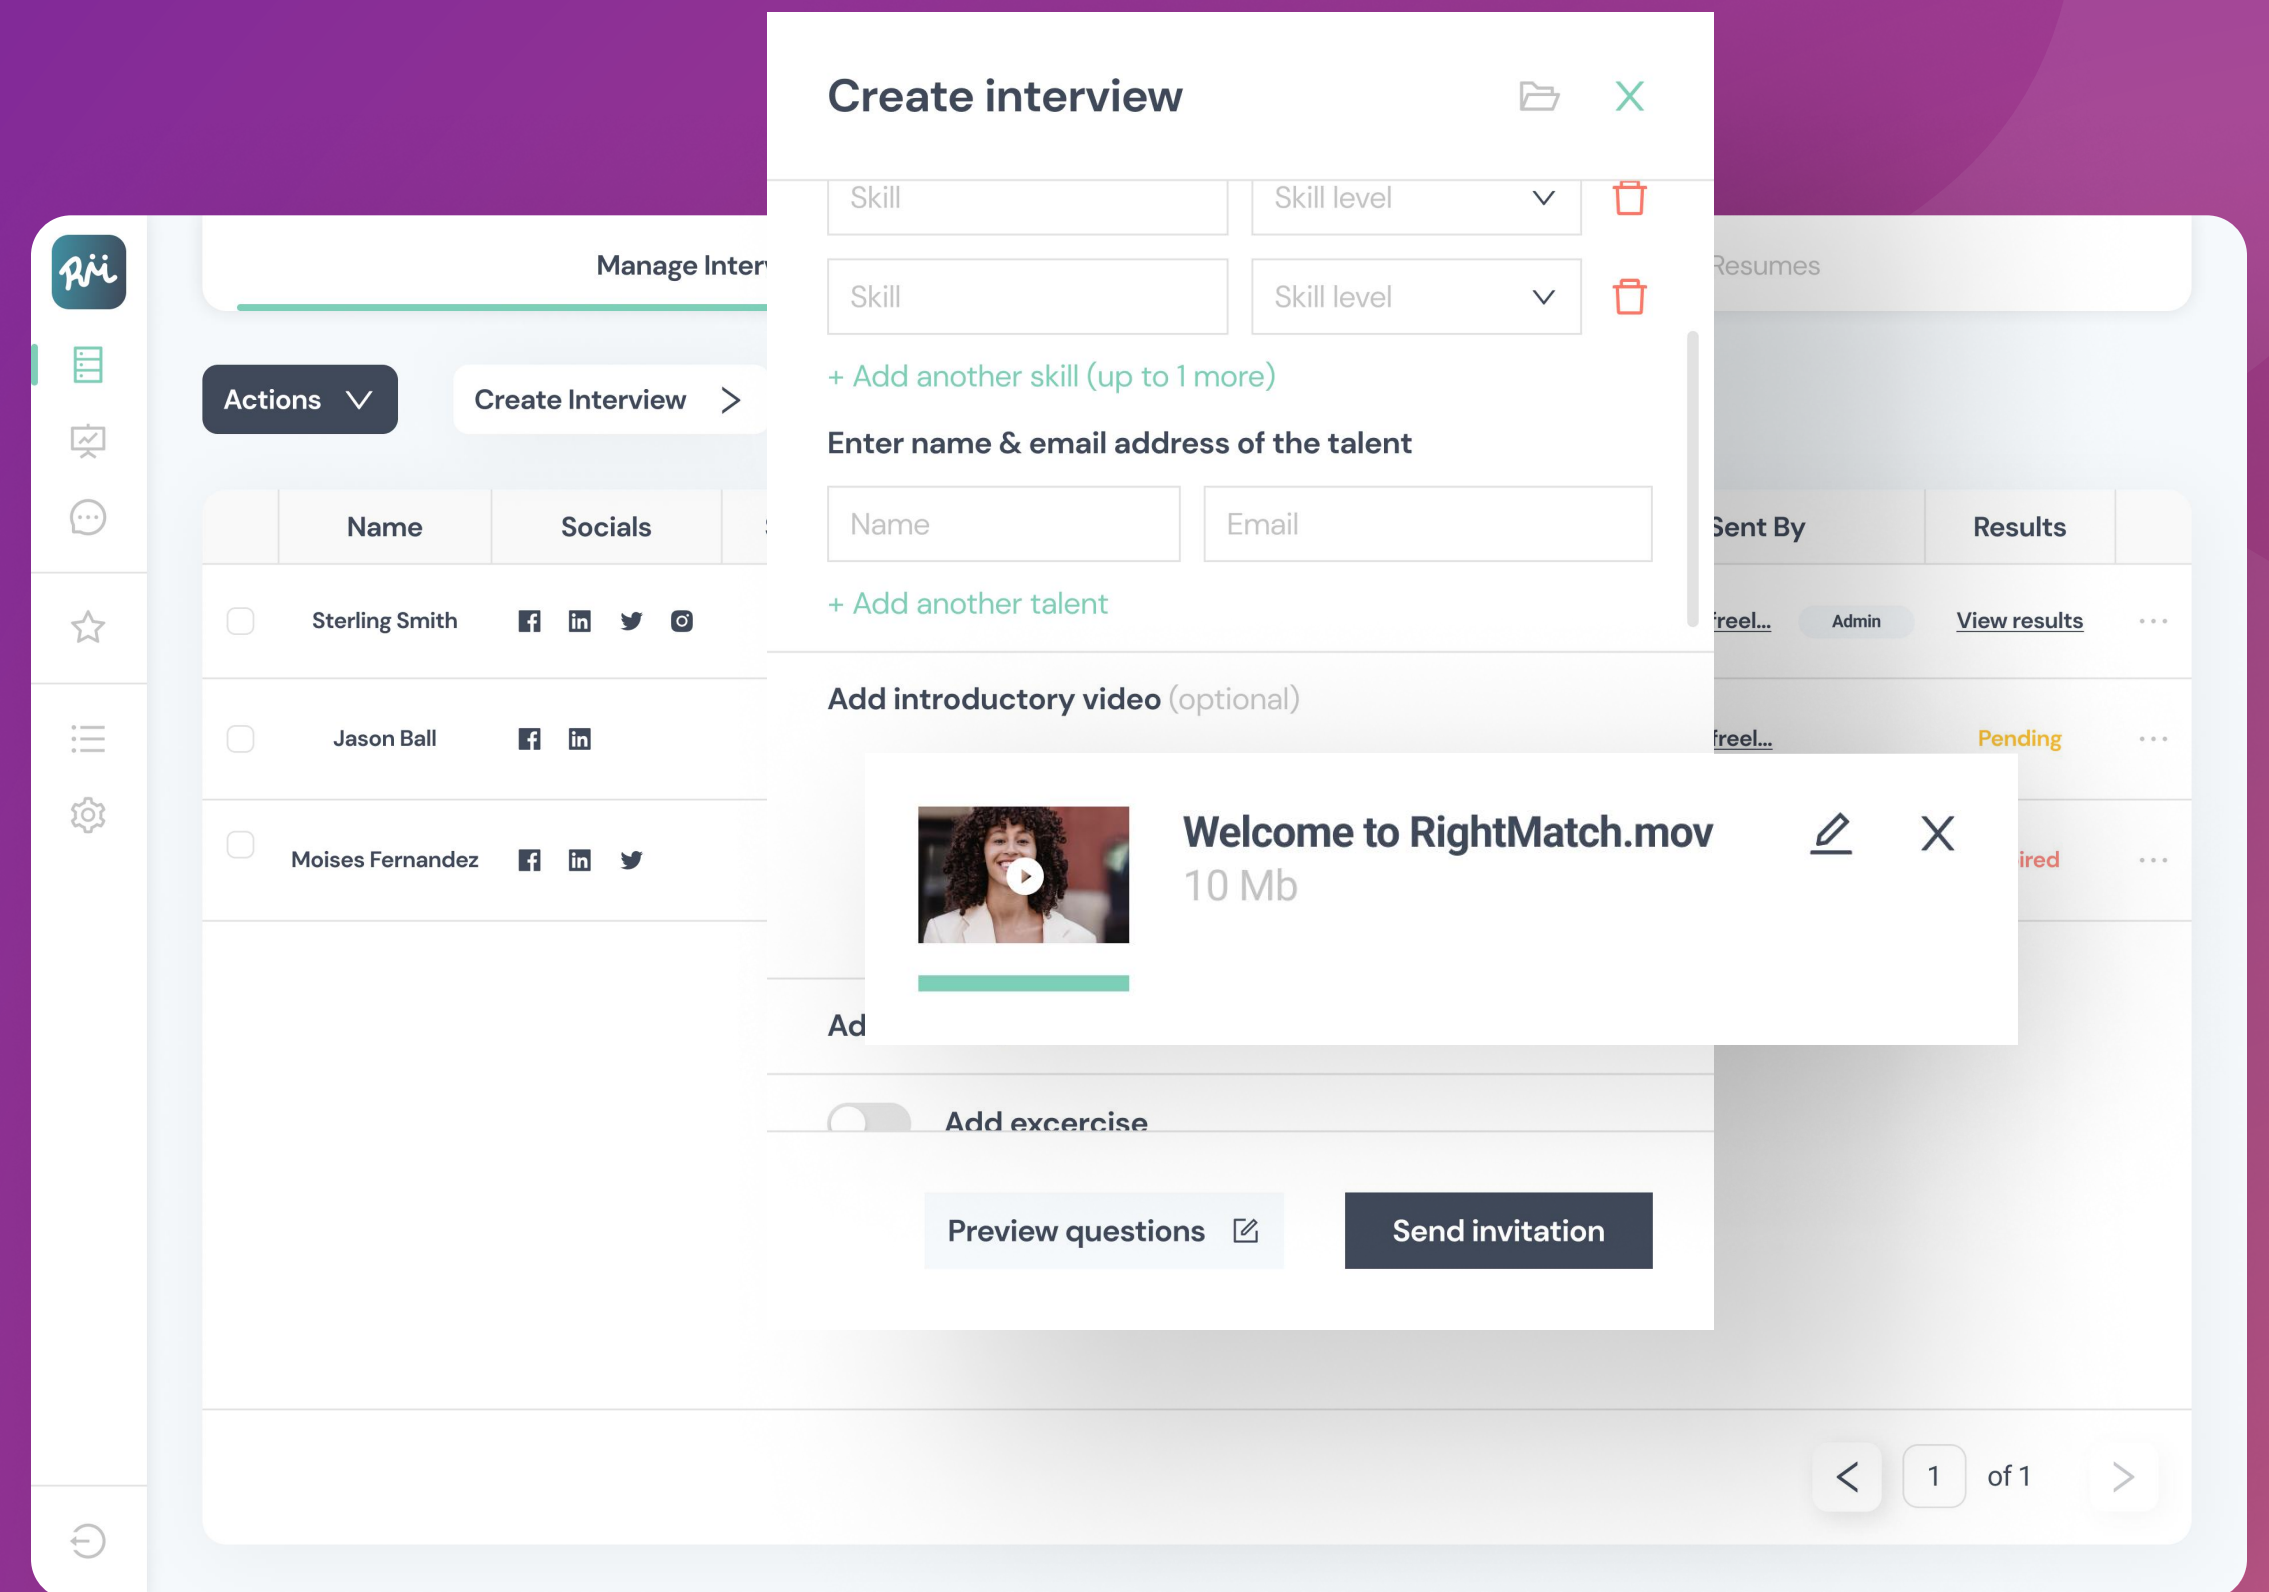 Create interview
Skill
Skill level
Manage Inter
Resumes
Skill
Skill level
+ Add another skill (up to 1 more)
Actions
Create Interview
Enter name & email address of the talent
Name
Socials
Name
Email
Sent By
Results
+ Add another talent
Sterling Smith
freel...
Admin
View results
Add introductory video (optional)
Jason Ball
freel...
Pending
Welcome to RightMatch.mov
10 Mb
Moises Fernandez
ired
Ad
Add excercise
Preview questions
Send invitation
1
of 1